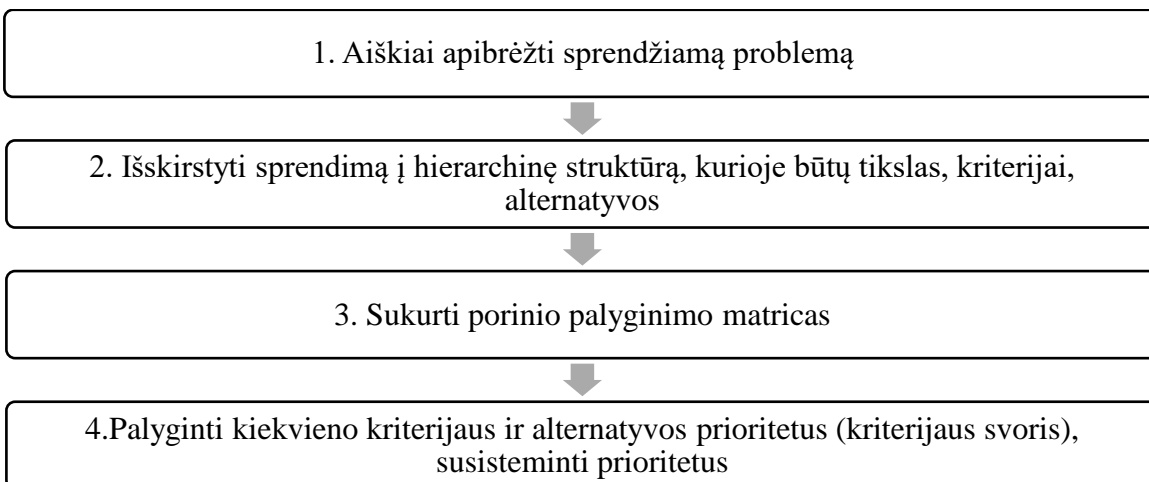 1. Aiškiai apibrėžti sprendžiamą problemą
2. Išskirstyti sprendimą į hierarchinę struktūrą, kurioje būtų tikslas, kriterijai,
alternatyvos
3. Sukurti porinio palyginimo matricas
4.Palyginti kiekvieno kriterijaus ir alternatyvos prioritetus (kriterijaus svoris),
susisteminti prioritetus